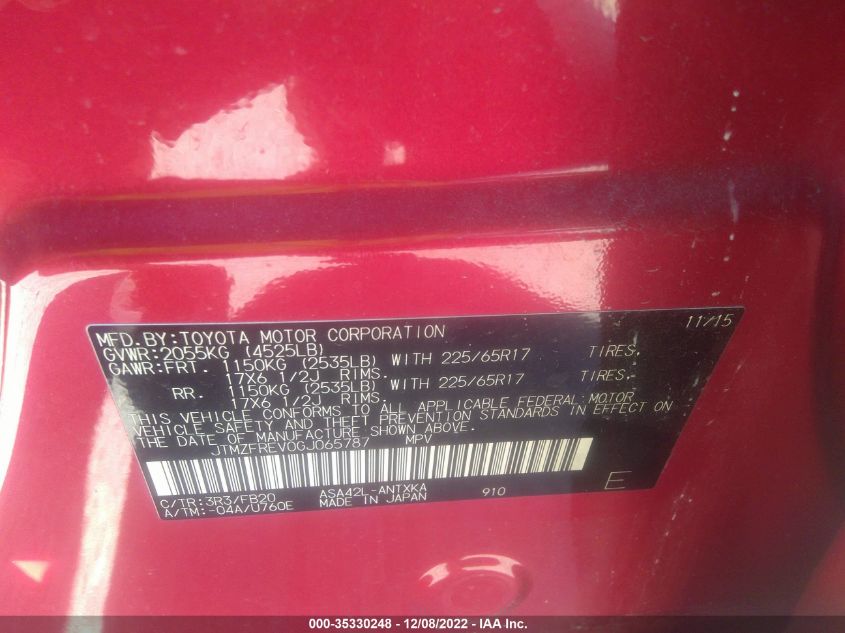 11/15
MFD.BY:TOYOTA MOTOR CORPORATION
GVWR:2055KG (4525LB)
GAWR:FRT. 1150KG (2535LB) WITH 225/65R17 TIRES.
17X6 1/2J RIMS.
RR. 1150KG (2535LB) WITH 225/65R17 TIRES.
17X6 1/2J RIMS.
THIS VEHICLE CONFORMS TO ALL APPLICABLE FEDERAL MOTOR
VEHICLE SAFETY AND THEFT PREVENTION STANDARDS IN EFFECT ON
THE DATE OF MANUFACTURE SHOWN ABOVE.
JTMZFREV0GJ065787 MPV
C/TR:3R3/FB20 ASA42L-ANTXKA 910 E
A/TM:-04A/U760E MADE IN JAPAN
000-35330248 - 12/08/2022 - IAA Inc.